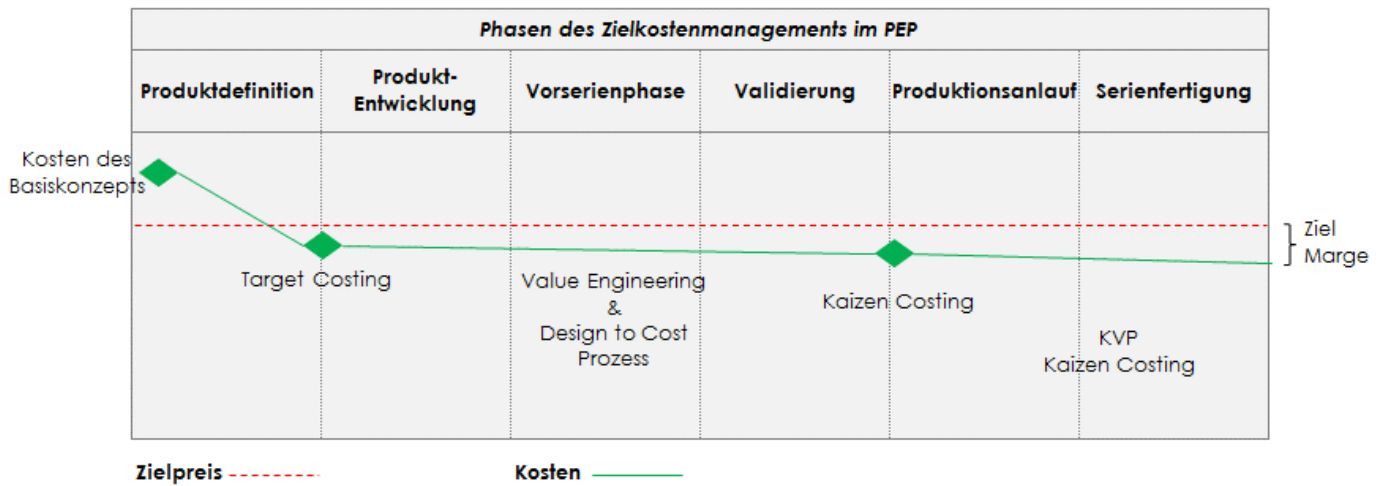 Phasen des Zielkostenmanagements im PEP
Produktdefinition
Produkt-
Entwicklung
Vorserienphase
Validierung
Produktionsanlauf
Serienfertigung
Kosten des
Basiskonzepts
Ziel
Marge
Target Costing
Value Engineering
&
Design to Cost
Prozess
Kaizen Costing
KVP
Kaizen Costing
Zielpreis
Kosten